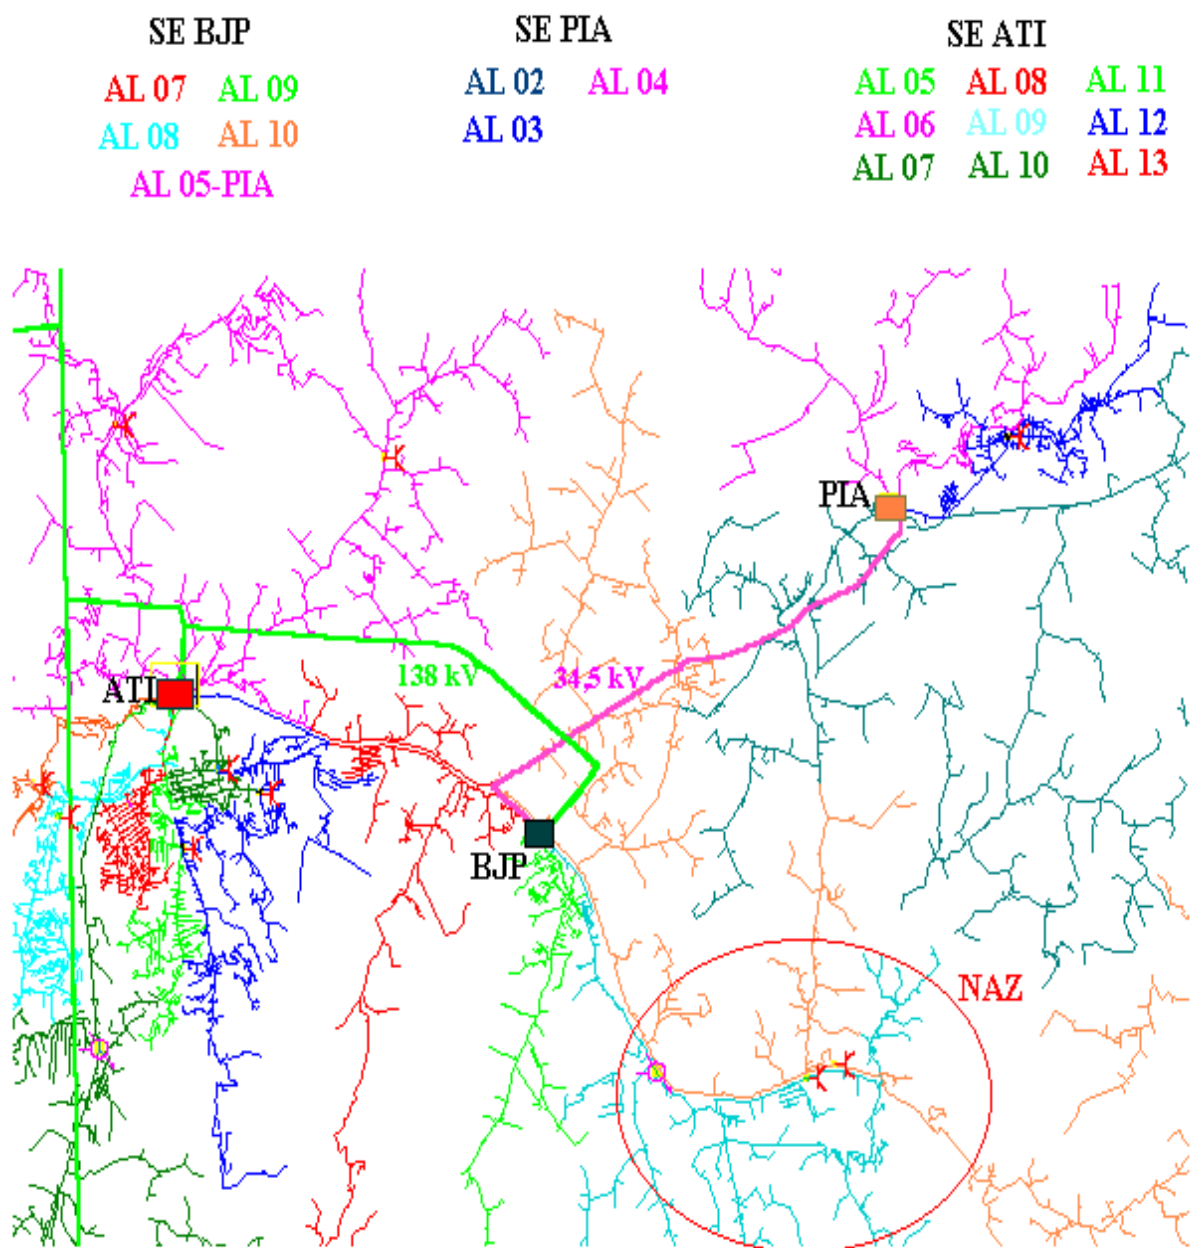 SE BJP
AL 07 AL 09
AL 08 AL 10
AL 05-PIA
SE PIA
AL 02 AL 04
AL 03
SE ATI
AL 05 AL 08 AL 11
AL 06 AL 09 AL 12
AL 07 AL 10 AL 13
PIA
ATI
138 kV
34,5 kV
BJP
NAZ